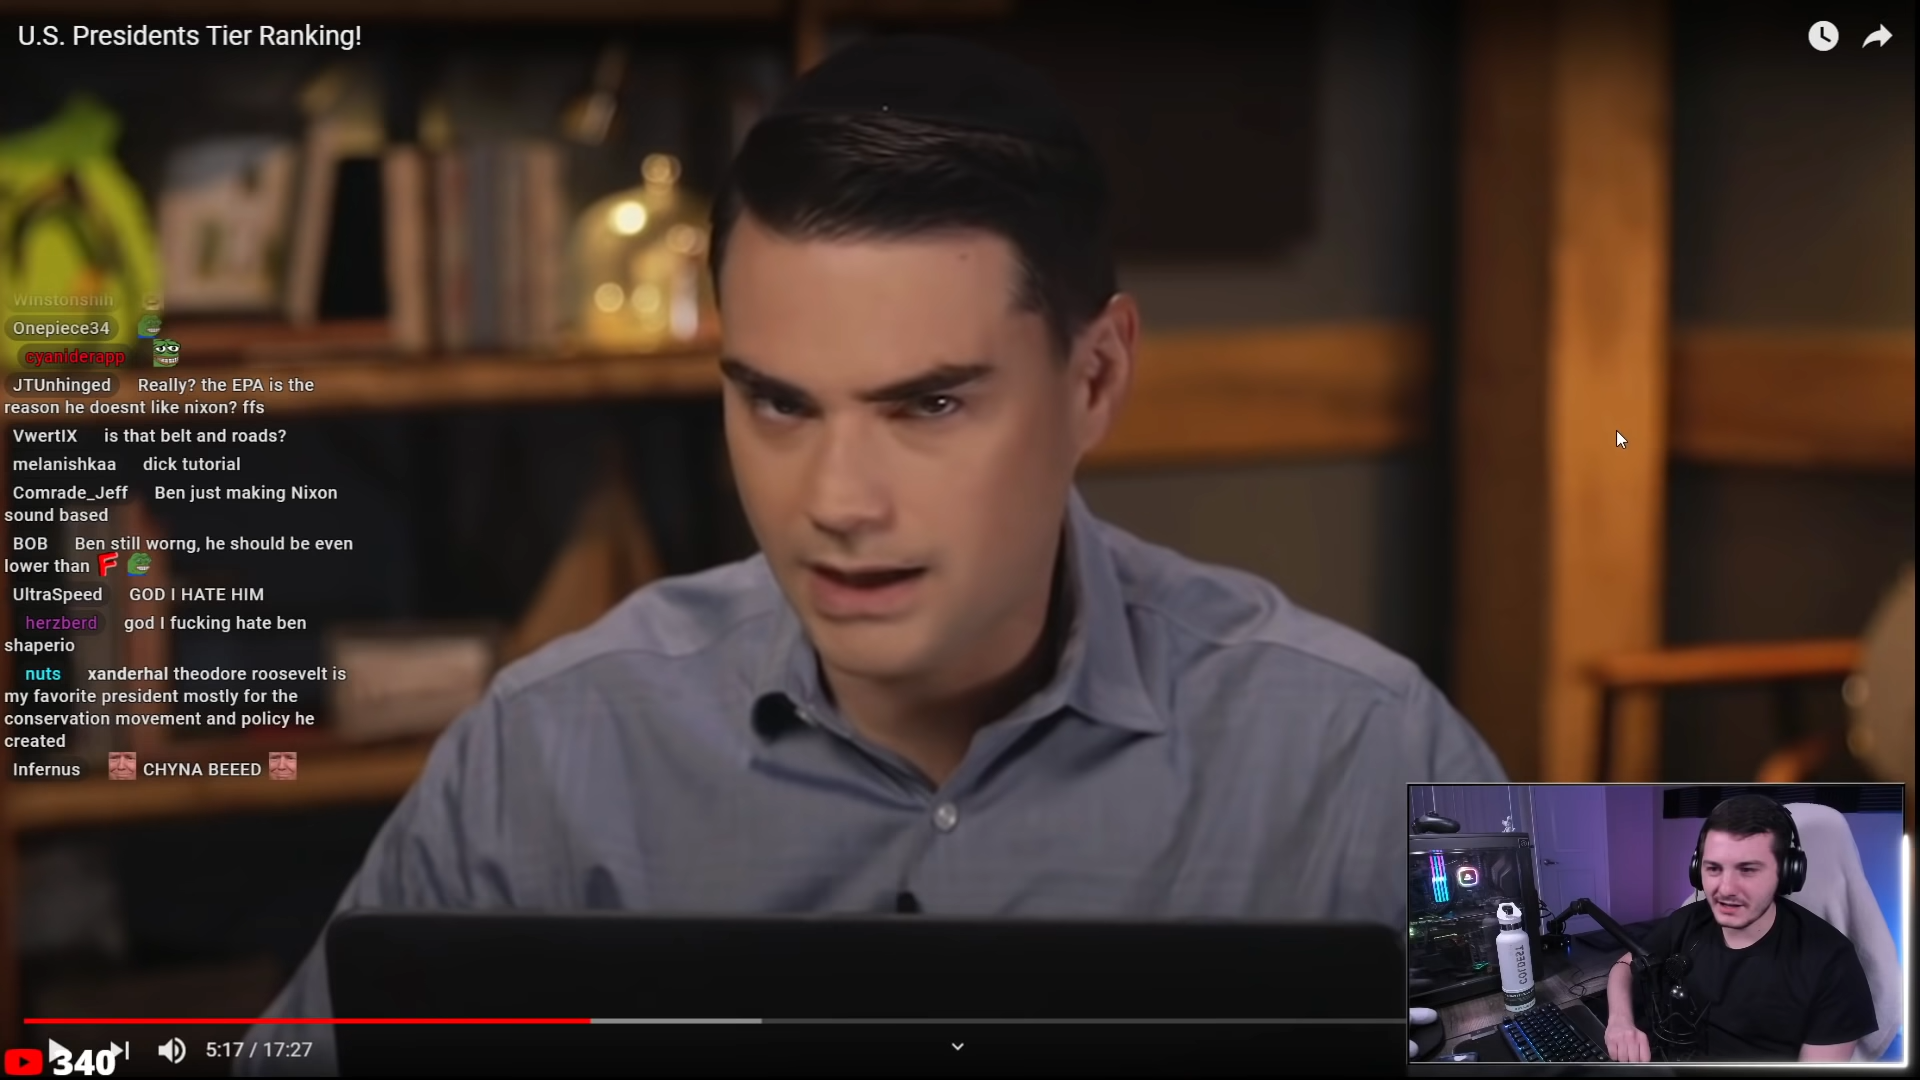 U.S. Presidents Tier Ranking!
Winstonshih
Onepiece34
cyaniderapp
JTUnhinged Really? the EPA is the
reason he doesnt like nixon? ffs
VwertIX is that belt and roads?
melanishkaa dick tutorial
Comrade_Jeff Ben just making Nixon
sound based
BOB Ben still worng, he should be even
lower than F
UltraSpeed GOD I HATE HIM
herzberd god I fucking hate ben
shaperio
nuts xanderhal theodore roosevelt is
my favorite president mostly for the
conservation movement and policy he
created
Infernus CHYNA BEEED
COLDEST
5:17 / 17:27
340